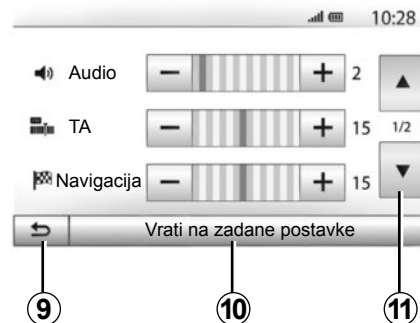 10:28
Audio − + 2 ▲
TA − + 15 1/2
Navigacija − + 15 ▼
Vrati na zadane postavke
9 10 11